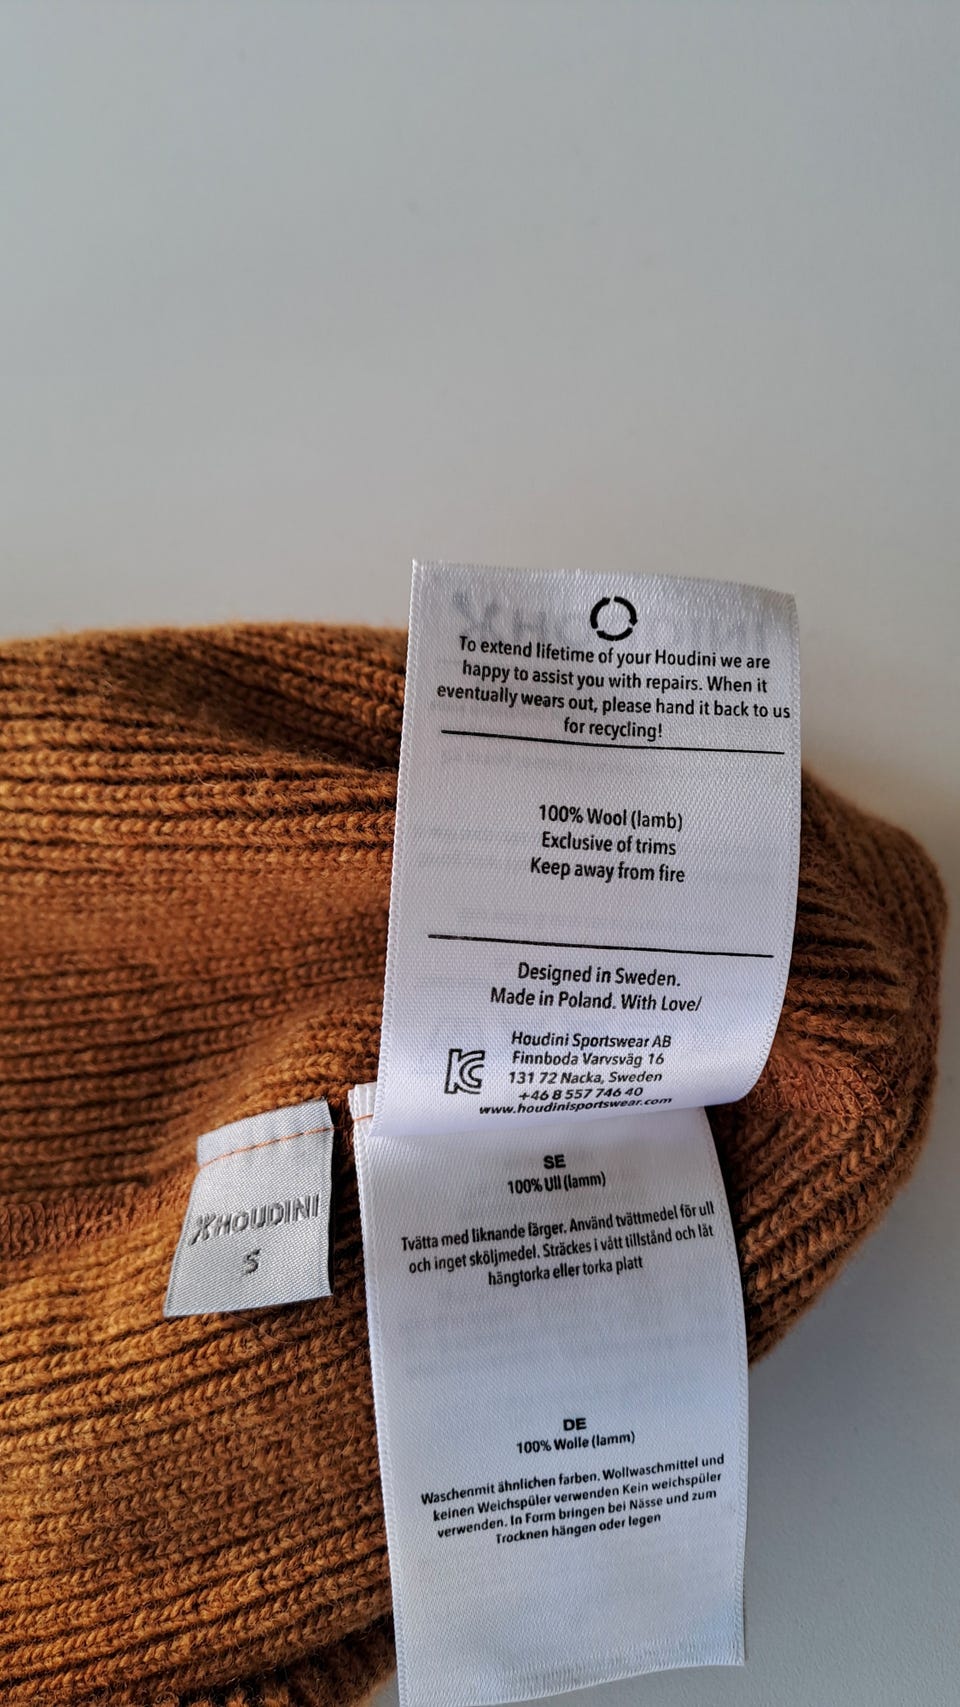 To extend lifetime of your Houdini we are
happy to assist you with repairs. When it
eventually wears out, please hand it back to us
for recycling!
100% Wool (lamb)
Exclusive of trims
Keep away from fire
Designed in Sweden.
Made in Poland. With Love/
Houdini Sportswear AB
Finnboda Varvsväg 16
131 72 Nacka, Sweden
+46 8 557 746 40
www.houdinisportswear.com
HOUDINI
S
SE
100% Ull (lamm)
Tvätta med liknande färger. Använd tvättmedel för ull
och inget sköljmedel. Sträckes i vått tillstånd och låt
hängtorka eller torka platt
DE
100% Wolle (lamm)
Waschenmit ähnlichen farben. Wollwaschmittel und
keinen Weichspüler verwenden Kein weichspüler
verwenden. In Form bringen bei Nässe und zum
Trocknen hängen oder legen